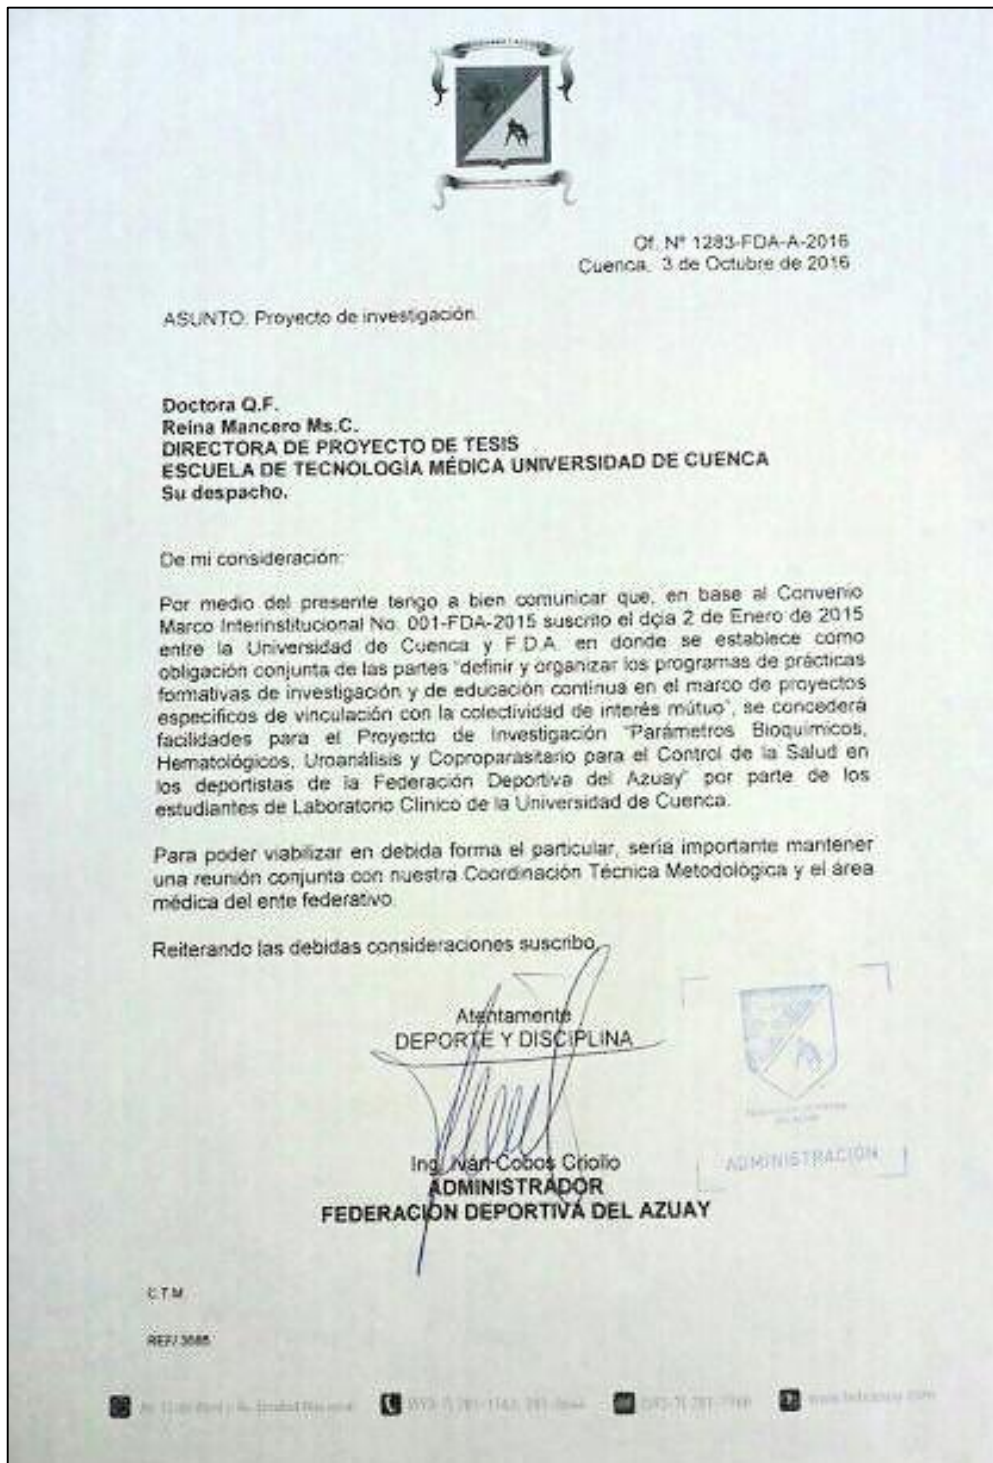 Of. Nº 1283-FDA-A-2016
Cuenca, 3 de Octubre de 2016
ASUNTO: Proyecto de investigación.
Doctora Q.F.
Reina Mancero Ms.C.
DIRECTORA DE PROYECTO DE TESIS
ESCUELA DE TECNOLOGÍA MÉDICA UNIVERSIDAD DE CUENCA
Su despacho.
De mi consideración:
Por medio del presente tengo a bien comunicar que, en base al Convenio
Marco Interinstitucional No. 001-FDA-2015 suscrito el dçia 2 de Enero de 2015
entre la Universidad de Cuenca y F.D.A. en donde se establece como
obligación conjunta de las partes "definir y organizar los programas de prácticas
formativas de investigación y de educación continua en el marco de proyectos
específicos de vinculación con la colectividad de interés mútuo", se concederá
facilidades para el Proyecto de Investigación "Parámetros Bioquímicos,
Hematológicos, Uroanálisis y Coproparasitario para el Control de la Salud en
los deportistas de la Federación Deportiva del Azuay" por parte de los
estudiantes de Laboratorio Clínico de la Universidad de Cuenca.
Para poder viabilizar en debida forma el particular, sería importante mantener
una reunión conjunta con nuestra Coordinación Técnica Metodológica y el área
médica del ente federativo.
Reiterando las debidas consideraciones suscribo,
Atentamente
DEPORTE Y DISCIPLINA
Ing. Iván Cobos Criollo
ADMINISTRADOR
FEDERACIÓN DEPORTIVA DEL AZUAY
ADMINISTRACIÓN
C.T.M.
REF/ 3685